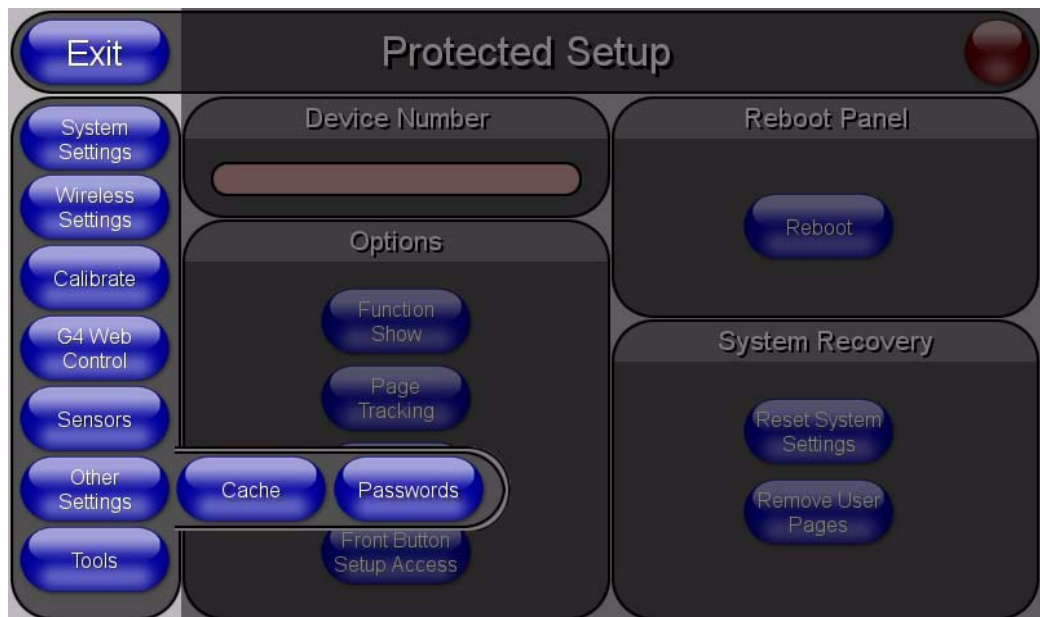 Exit
Protected Setup
System
Settings
Wireless
Settings
Calibrate
G4 Web
Control
Sensors
Other
Settings
Tools
Device Number
Options
Function
Show
Page
Tracking
Cache
Passwords
Front Button
Setup Access
Reboot Panel
Reboot
System Recovery
Reset System
Settings
Remove User
Pages